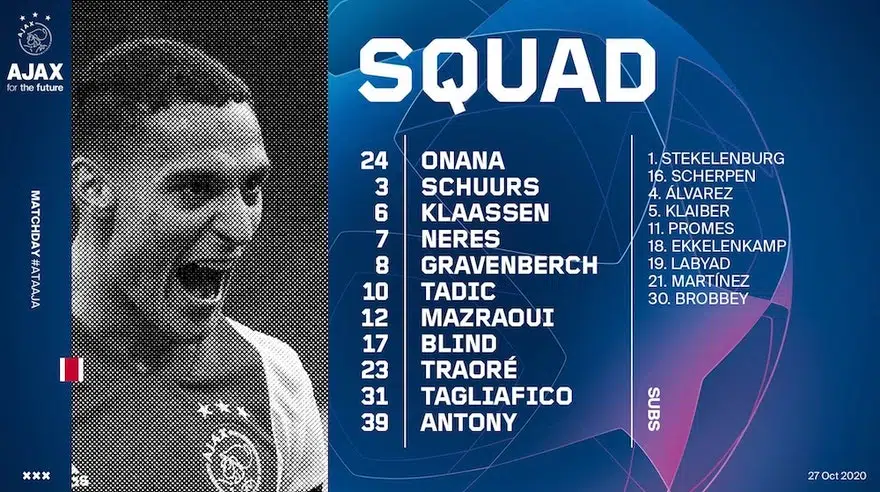 AJAX
AJAX
for the future
MATCHDAY #ATAAJA
XXX
SQUAD
24 ONANA
3 SCHUURS
6 KLAASSEN
7 NERES
8 GRAVENBERCH
10 TADIC
12 MAZRAOUI
17 BLIND
23 TRAORÉ
31 TAGLIAFICO
39 ANTONY
1. STEKELENBURG
16. SCHERPEN
4. ÁLVAREZ
5. KLAIBER
11. PROMES
18. EKKELENKAMP
19. LABYAD
21. MARTÍNEZ
30. BROBBEY
SUBS
27 Oct 2020